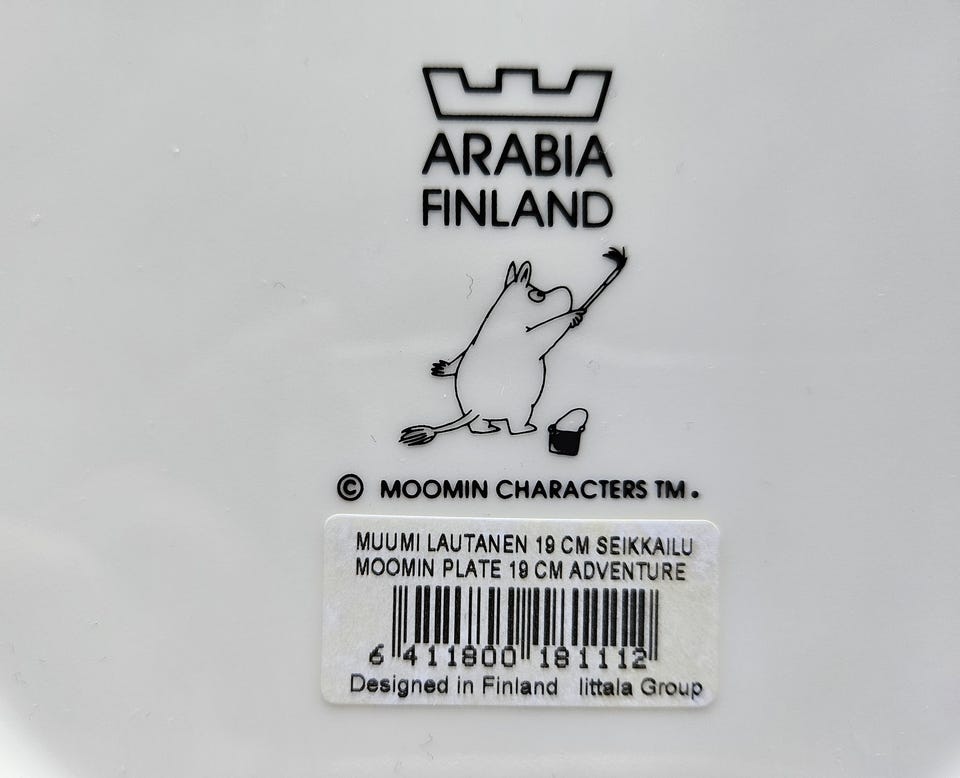 ARABIA
FINLAND
© MOOMIN CHARACTERS TM.
MUUMI LAUTANEN 19 CM SEIKKAILU
MOOMIN PLATE 19 CM ADVENTURE
6 411800 181112
Designed in Finland Iittala Group